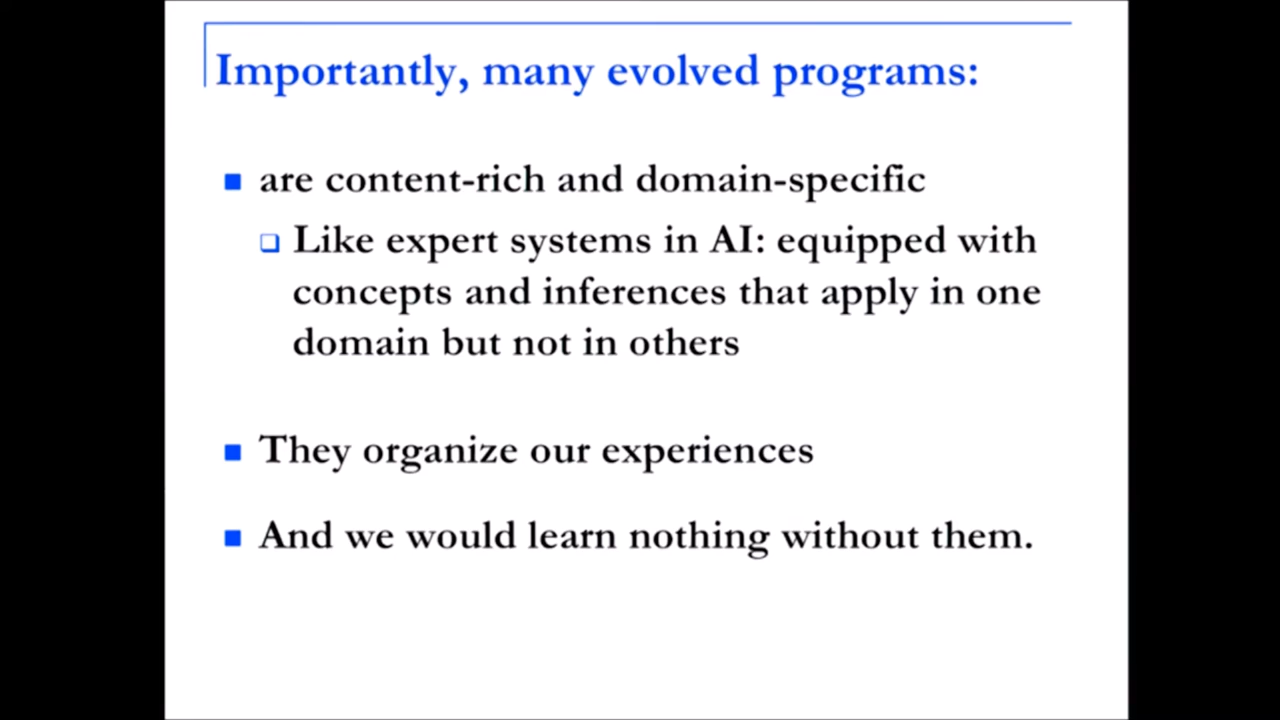 Importantly, many evolved programs:
are content-rich and domain-specific
Like expert systems in AI: equipped with
concepts and inferences that apply in one
domain but not in others
They organize our experiences
And we would learn nothing without them.